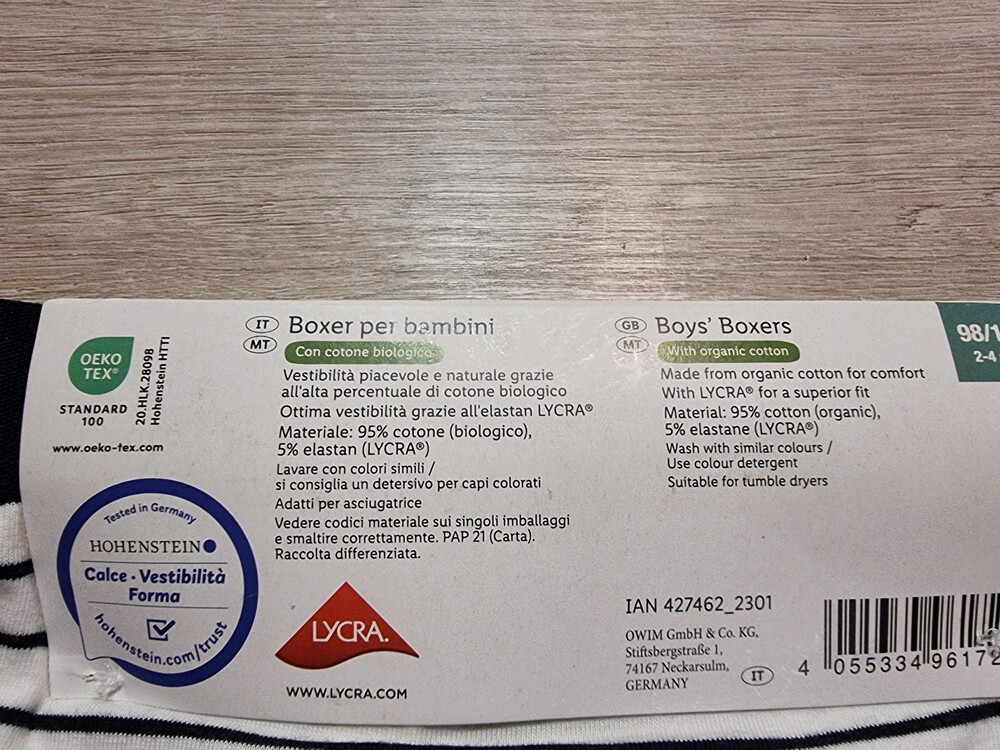 OEKO
TEX®
STANDARD
100
20.HLK.28098
Hohenstein HTTI
www.oeko-tex.com
Tested in Germany
HOHENSTEIN
Calce · Vestibilità
Forma
hohenstein.com/trust
IT
MT
Boxer per bambini
Con cotone biologico
Vestibilità piacevole e naturale grazie
all'alta percentuale di cotone biologico
Ottima vestibilità grazie all'elastan LYCRA®
Materiale: 95% cotone (biologico),
5% elastan (LYCRA®)
Lavare con colori simili /
si consiglia un detersivo per capi colorati
Adatti per asciugatrice
Vedere codici materiale sui singoli imballaggi
e smaltire correttamente. PAP 21 (Carta).
Raccolta differenziata.
LYCRA.
WWW.LYCRA.COM
GB
MT
Boys' Boxers
With organic cotton
Made from organic cotton for comfort
With LYCRA® for a superior fit
Material: 95% cotton (organic),
5% elastane (LYCRA®)
Wash with similar colours /
Use colour detergent
Suitable for tumble dryers
IAN 427462_2301
OWIM GmbH & Co. KG,
Stiftsbergstraße 1,
74167 Neckarsulm,
GERMANY
IT
4 055334 96172
98/1
2-4